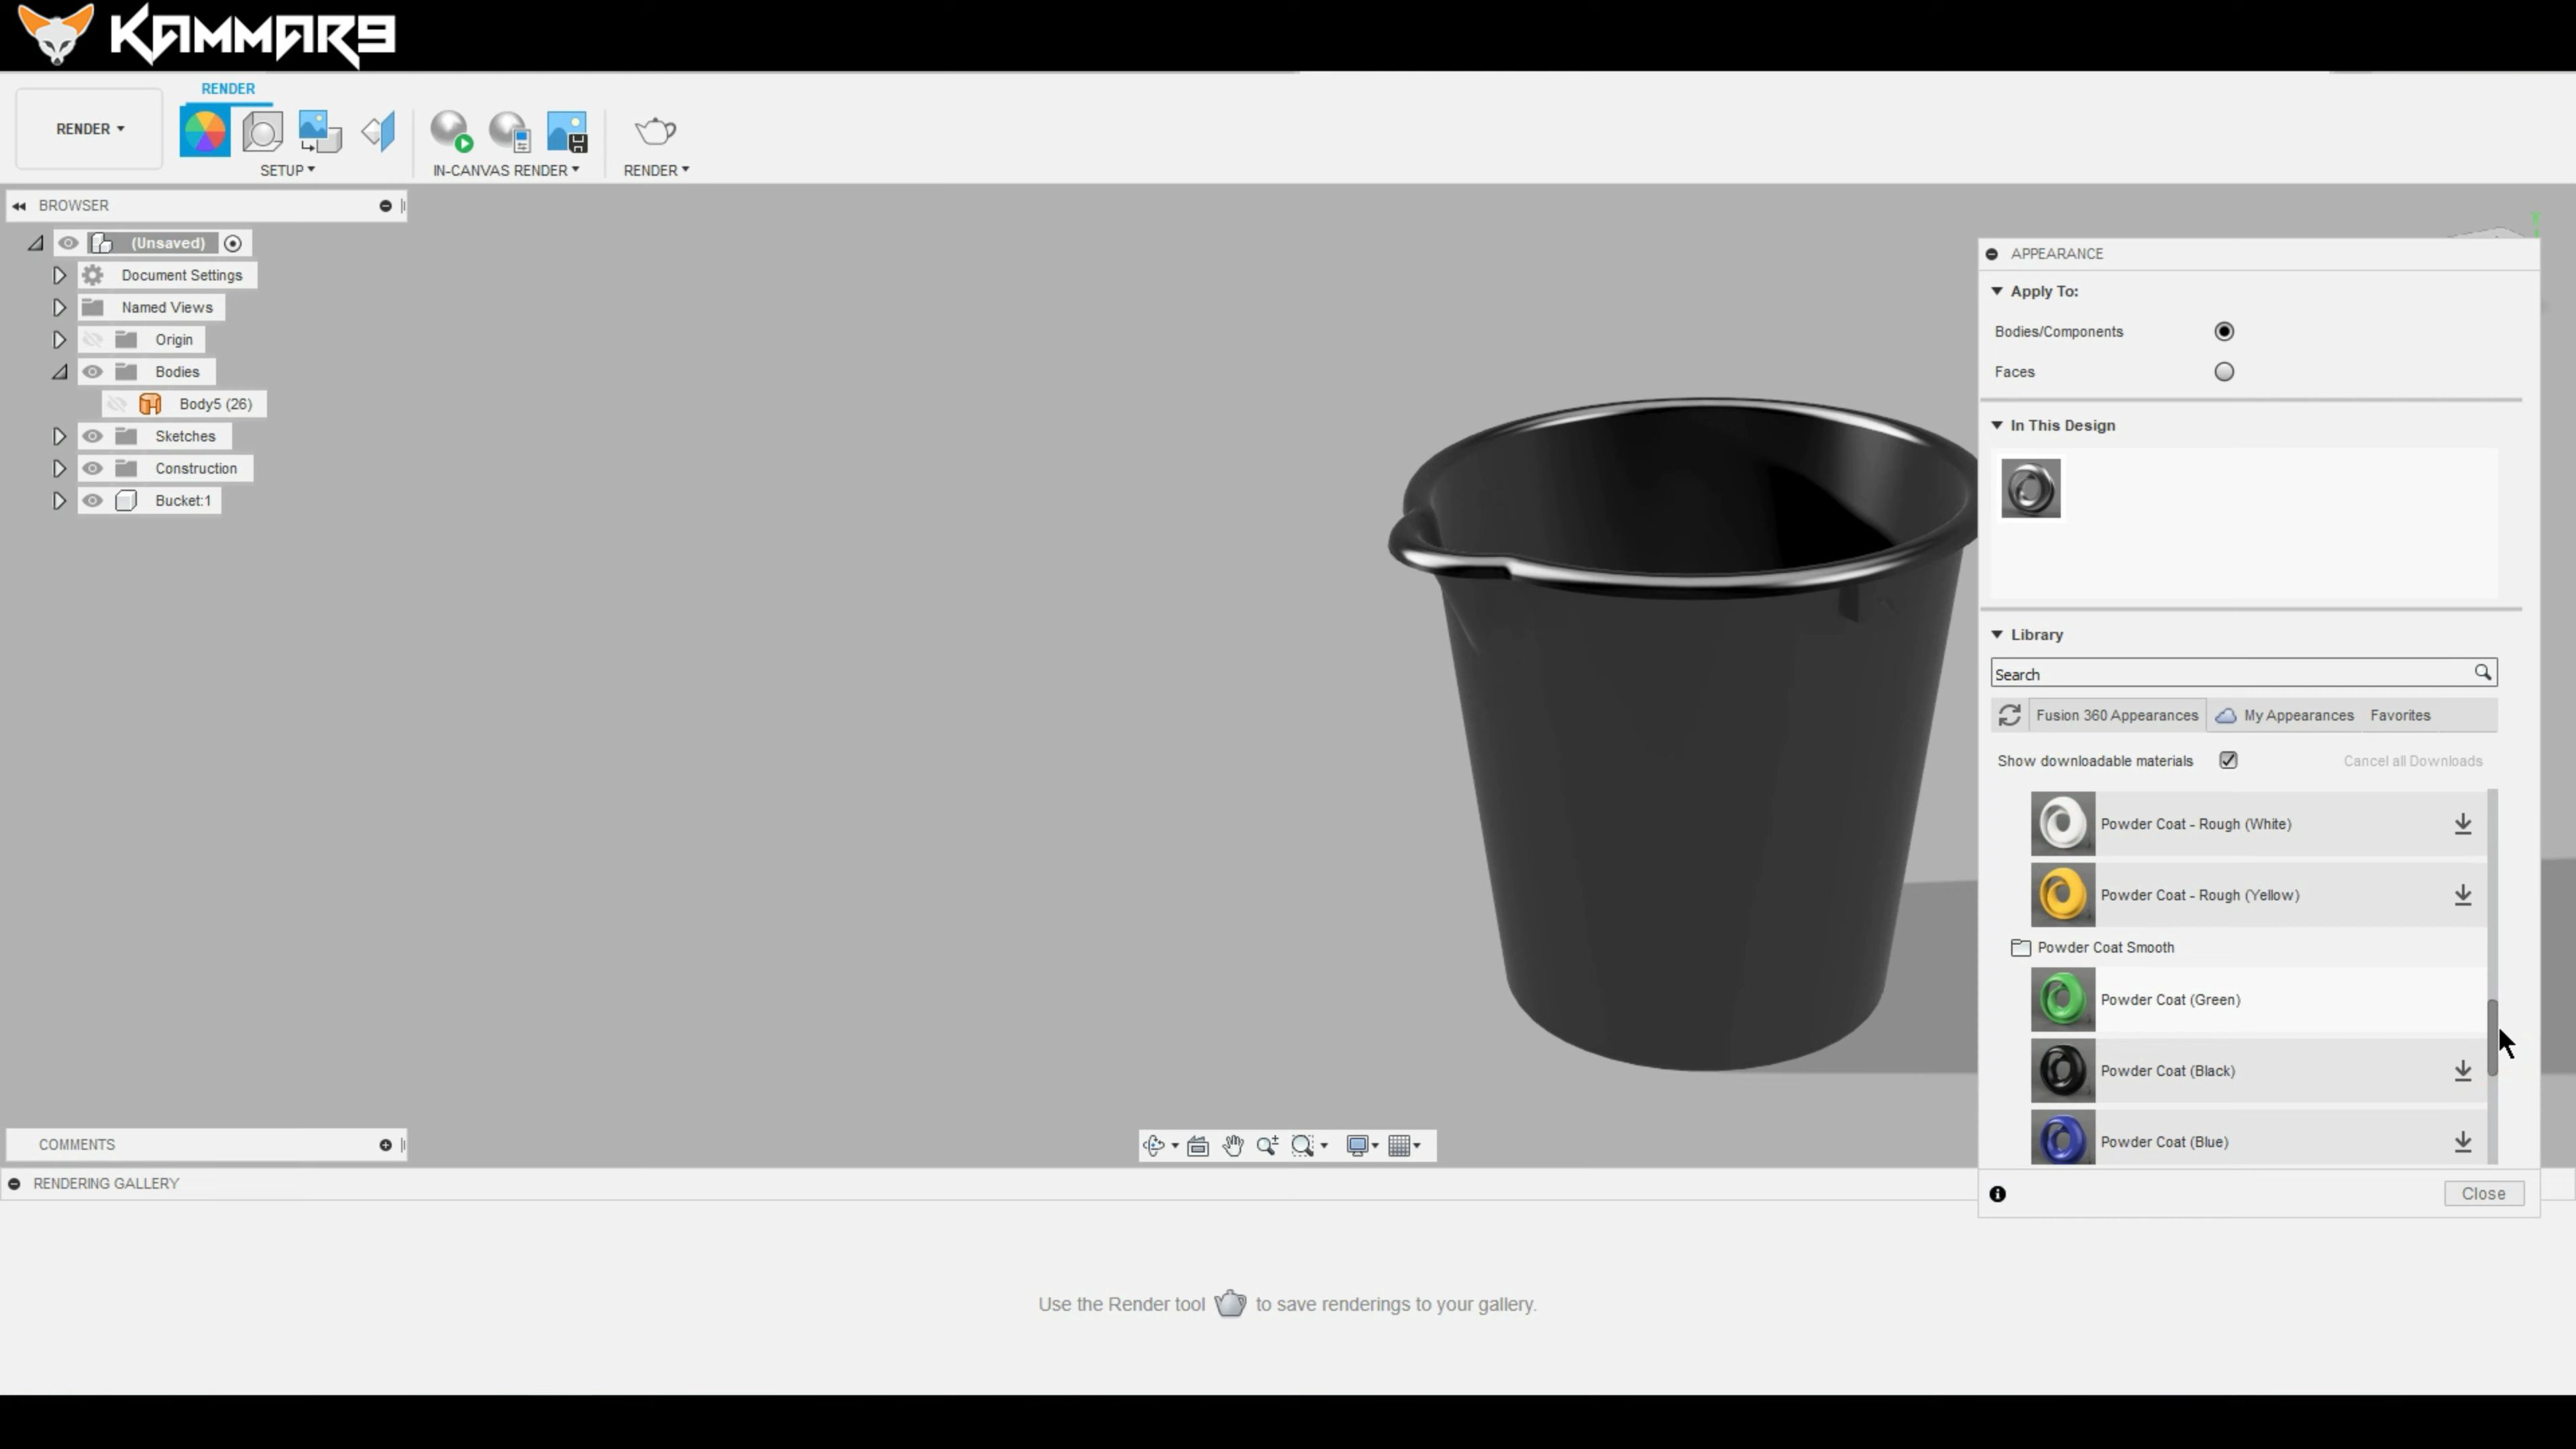 KAMMAR9
RENDER
RENDER
SETUP
IN-CANVAS RENDER
RENDER
BROWSER
(Unsaved)
Document Settings
Named Views
Origin
Bodies
Body5 (26)
Sketches
Construction
Bucket:1
APPEARANCE
Apply To:
Bodies/Components
Faces
In This Design
Library
Search
Fusion 360 Appearances
My Appearances
Favorites
Show downloadable materials
Cancel all Downloads
Powder Coat - Rough (White)
Powder Coat - Rough (Yellow)
Powder Coat Smooth
Powder Coat (Green)
Powder Coat (Black)
Powder Coat (Blue)
Close
COMMENTS
RENDERING GALLERY
Use the Render tool to save renderings to your gallery.